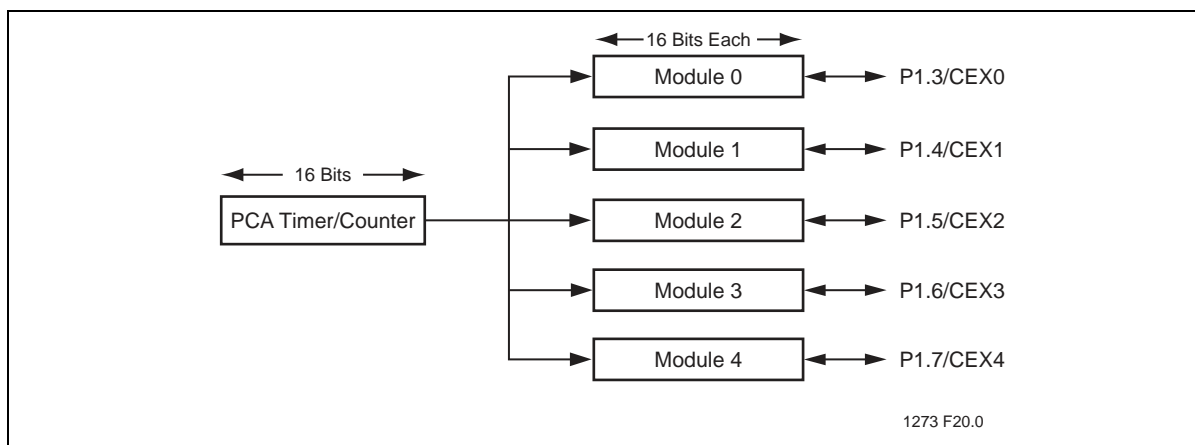 16 Bits Each
Module 0
P1.3/CEX0
Module 1
P1.4/CEX1
16 Bits
PCA Timer/Counter
Module 2
P1.5/CEX2
Module 3
P1.6/CEX3
Module 4
P1.7/CEX4
1273 F20.0